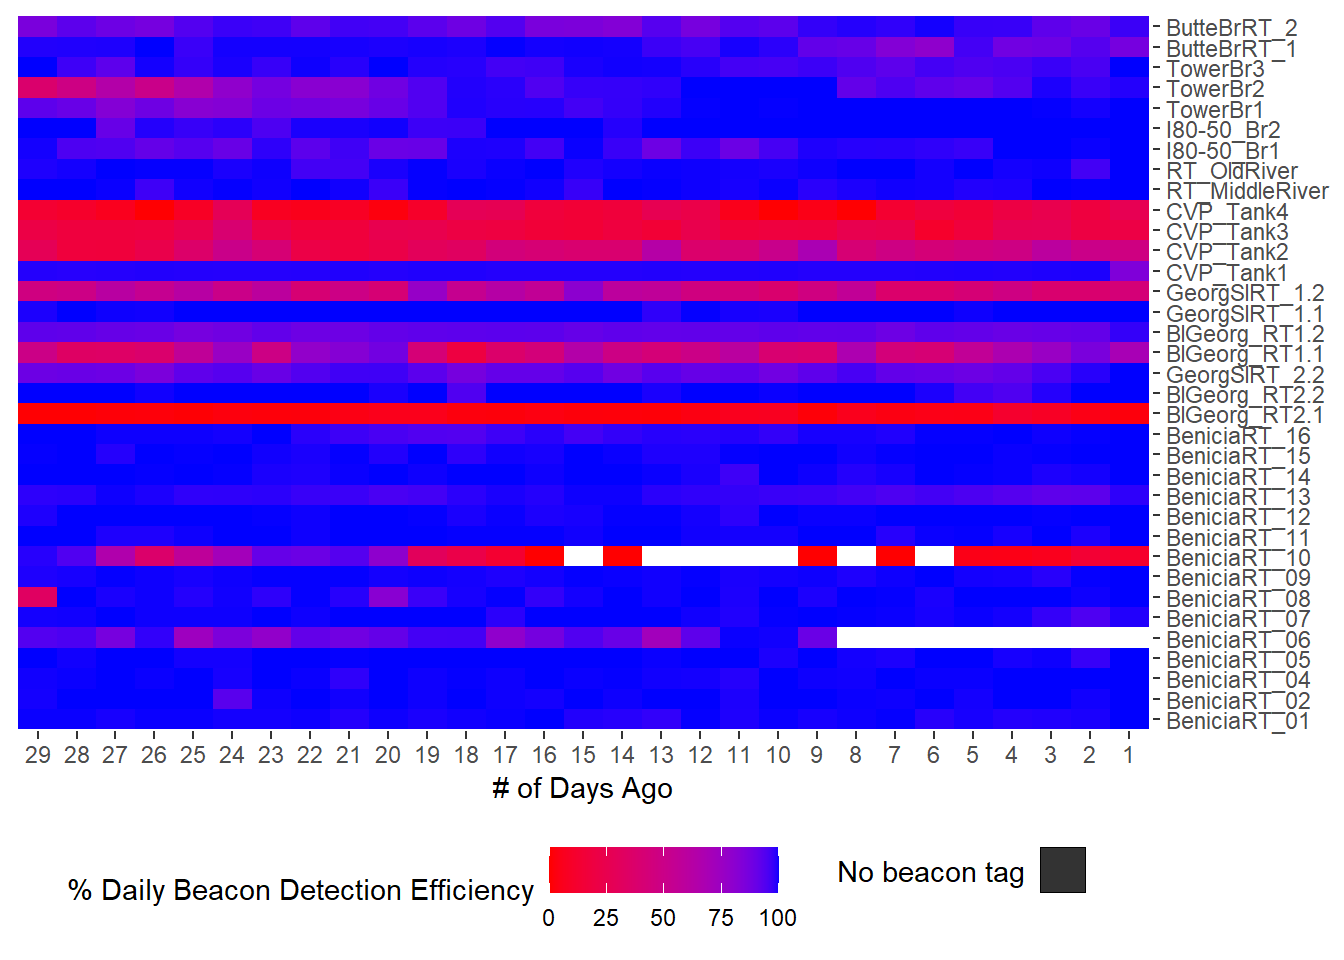 ButteBrRT_2
ButteBrRT_1
TowerBr3
TowerBr2
TowerBr1
I80-50_Br2
I80-50_Br1
RT_OldRiver
RT_MiddleRiver
CVP_Tank4
CVP_Tank3
CVP_Tank2
CVP_Tank1
GeorgSlRT_1.2
GeorgSlRT_1.1
BlGeorg_RT1.2
BlGeorg_RT1.1
GeorgSlRT_2.2
BlGeorg_RT2.2
BlGeorg_RT2.1
BeniciaRT_16
BeniciaRT_15
BeniciaRT_14
BeniciaRT_13
BeniciaRT_12
BeniciaRT_11
BeniciaRT_10
BeniciaRT_09
BeniciaRT_08
BeniciaRT_07
BeniciaRT_06
BeniciaRT_05
BeniciaRT_04
BeniciaRT_02
BeniciaRT_01
29 28 27 26 25 24 23 22 21 20 19 18 17 16 15 14 13 12 11 10 9 8 7 6 5 4 3 2 1
# of Days Ago
% Daily Beacon Detection Efficiency
0 25 50 75 100
No beacon tag